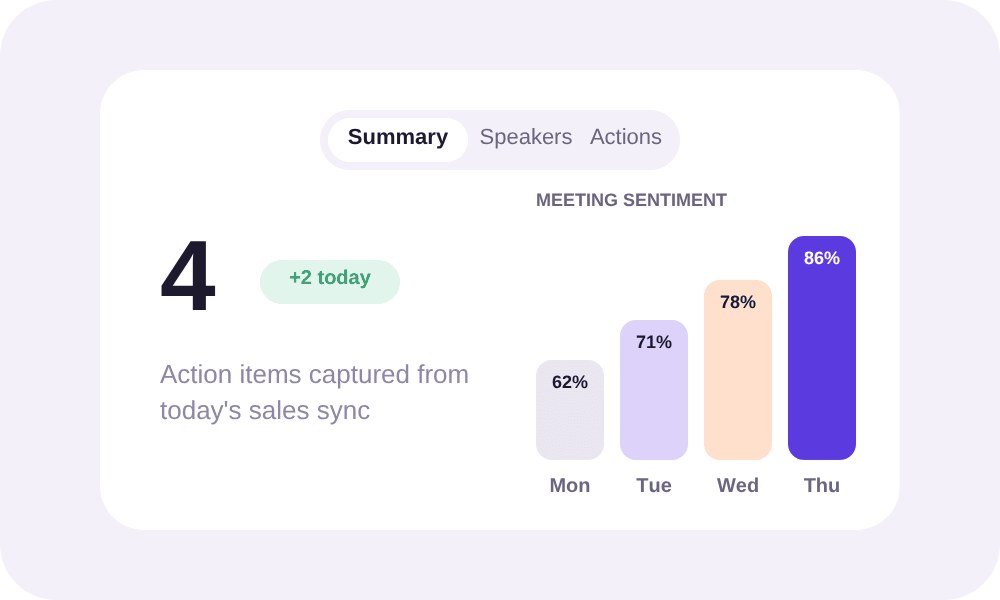 Summary Speakers Actions
MEETING SENTIMENT
4
+2 today
Action items captured from
today's sales sync
62%
71%
78%
86%
Mon Tue Wed Thu